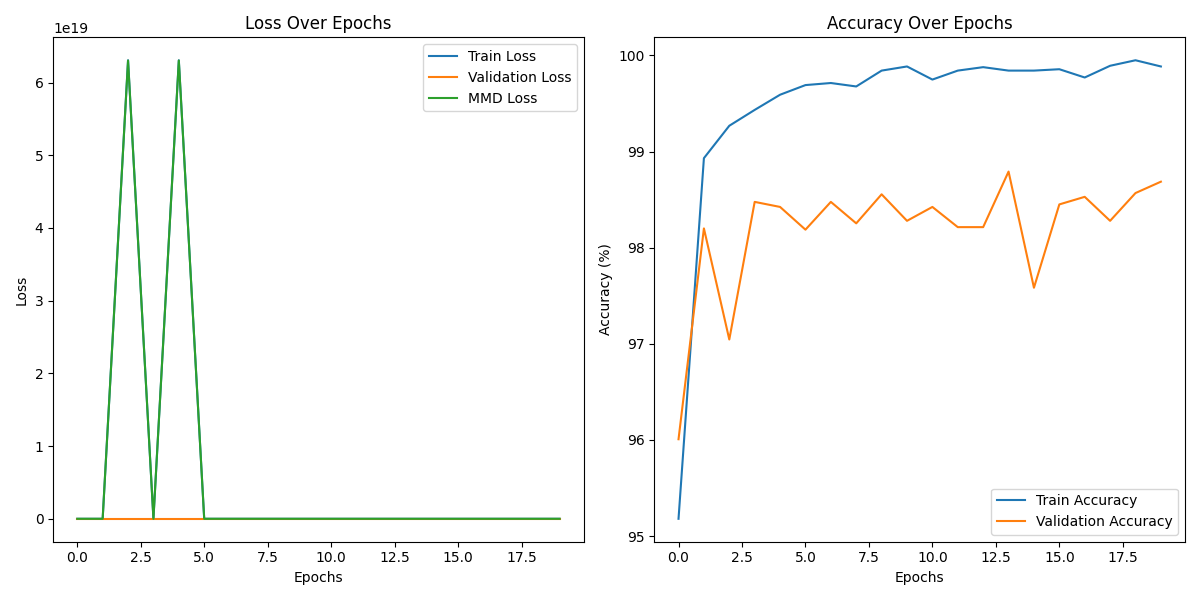 Loss Over Epochs
1e19
Train Loss
Validation Loss
MMD Loss
6
5
4
3
2
1
0
Loss
0.0 2.5 5.0 7.5 10.0 12.5 15.0 17.5
Epochs
Accuracy Over Epochs
100
99
98
97
96
95
Accuracy (%)
Train Accuracy
Validation Accuracy
0.0 2.5 5.0 7.5 10.0 12.5 15.0 17.5
Epochs